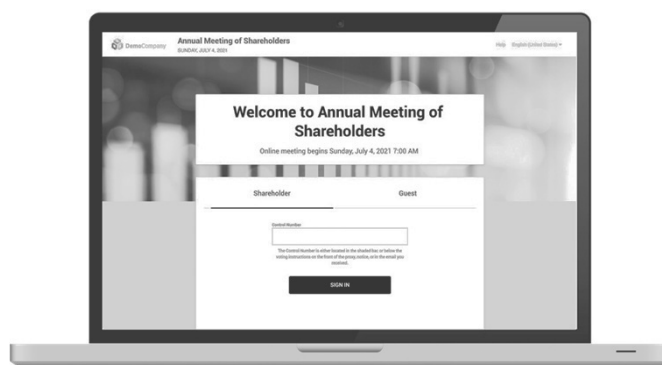 DemoCompany
Annual Meeting of Shareholders
SUNDAY, JULY 4, 2021
Help English (United States)
Welcome to Annual Meeting of
Shareholders
Online meeting begins Sunday, July 4, 2021 7:00 AM
Shareholder Guest
Control Number
The Control Number is either located in the shaded bar, or below the
voting instructions on the front of the proxy notice, or in the email you
received.
SIGN IN